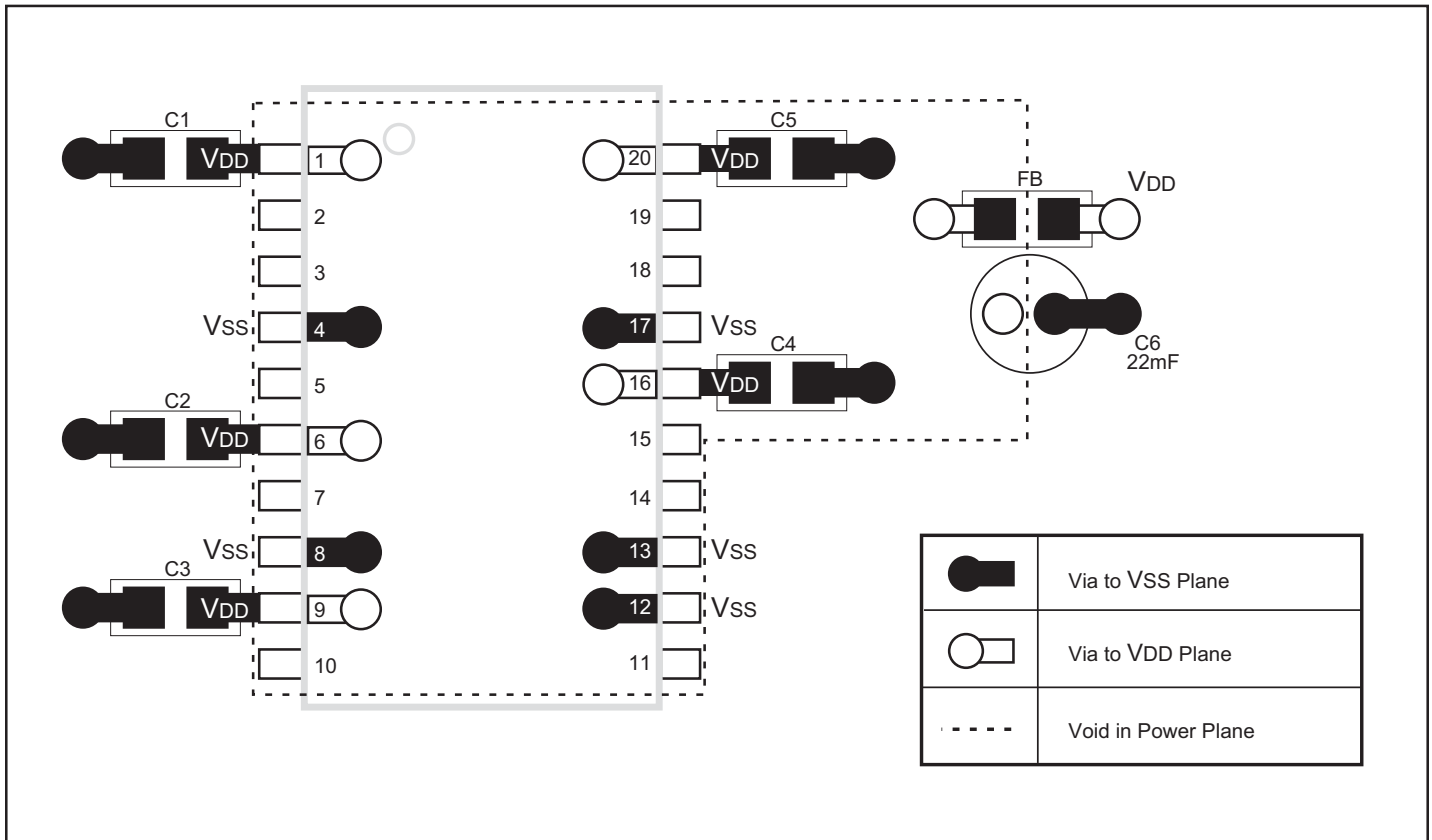 C1
C5
VDD
1
20
VDD
FB
VDD
2
19
3
18
VSS
4
17
VSS
C6
22mF
C4
5
16
VDD
C2
VDD
6
15
7
14
VSS
8
13
VSS
C3
VDD
9
12
VSS
10
11
Via to VSS Plane
Via to VDD Plane
Void in Power Plane